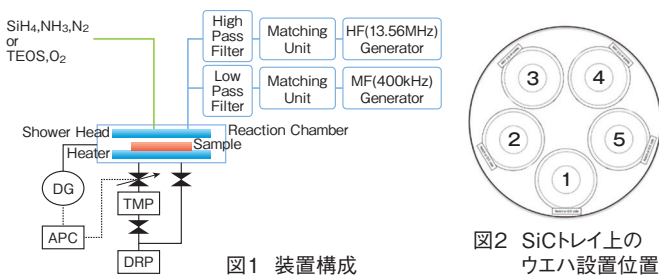 SiH4,NH3,N2
or
TEOS,O2
High
Pass
Filter
Matching
Unit
HF(13.56MHz)
Generator
Low
Pass
Filter
Matching
Unit
MF(400kHz)
Generator
Shower Head
Reaction Chamber
Sample
Heater
DG
TMP
APC
DRP
図1 装置構成
3
4
2
5
1
図2 SiCトレイ上の
ウエハ設置位置